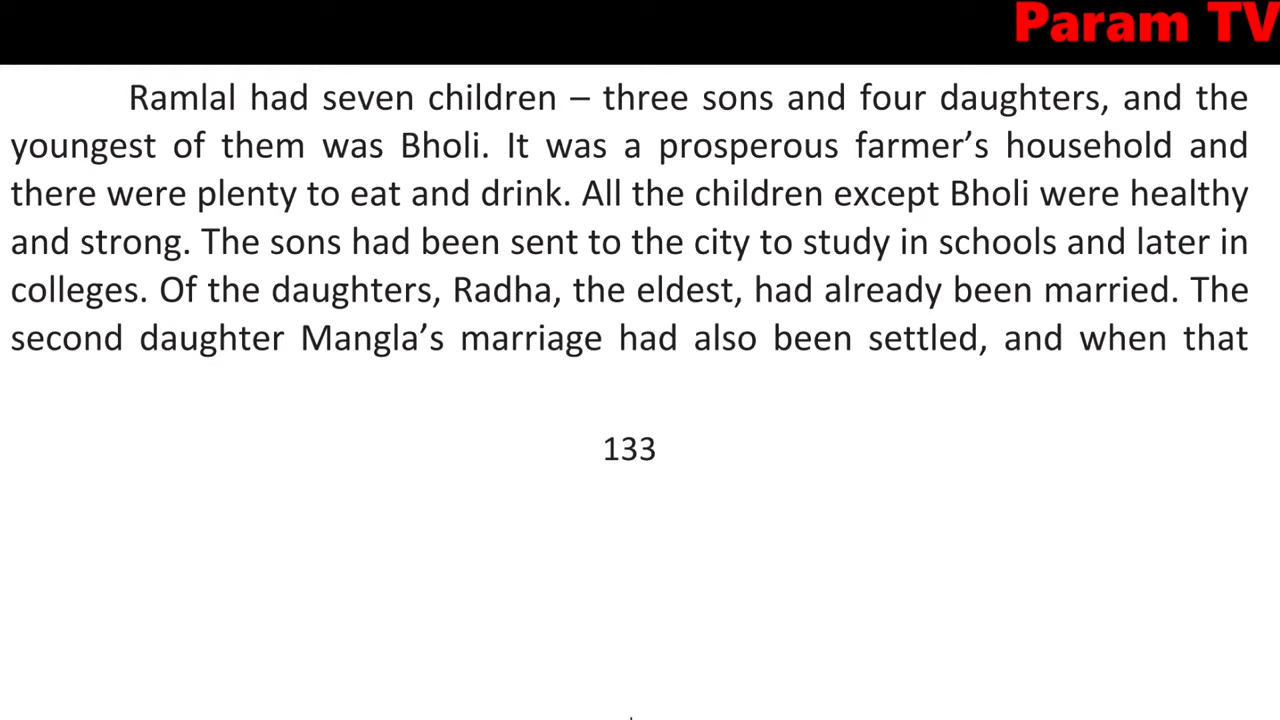 Param TV
Ramlal had seven children – three sons and four daughters, and the
youngest of them was Bholi. It was a prosperous farmer’s household and
there were plenty to eat and drink. All the children except Bholi were healthy
and strong. The sons had been sent to the city to study in schools and later in
colleges. Of the daughters, Radha, the eldest, had already been married. The
second daughter Mangla’s marriage had also been settled, and when that
133